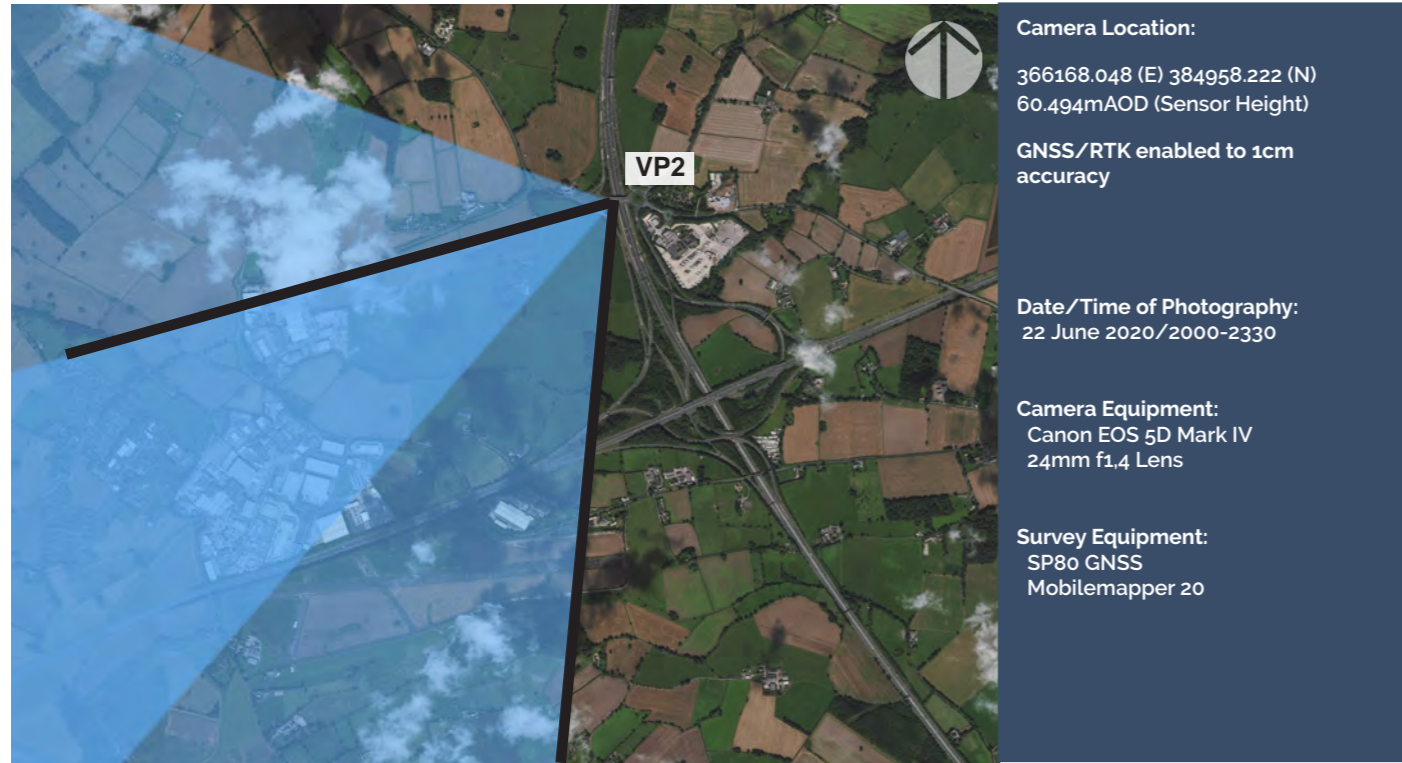 VP2
Camera Location:
366168.048 (E) 384958.222 (N)
60.494mAOD (Sensor Height)
GNSS/RTK enabled to 1cm
accuracy
Date/Time of Photography:
22 June 2020/2000-2330
Camera Equipment:
Canon EOS 5D Mark IV
24mm f1,4 Lens
Survey Equipment:
SP80 GNSS
Mobilemapper 20